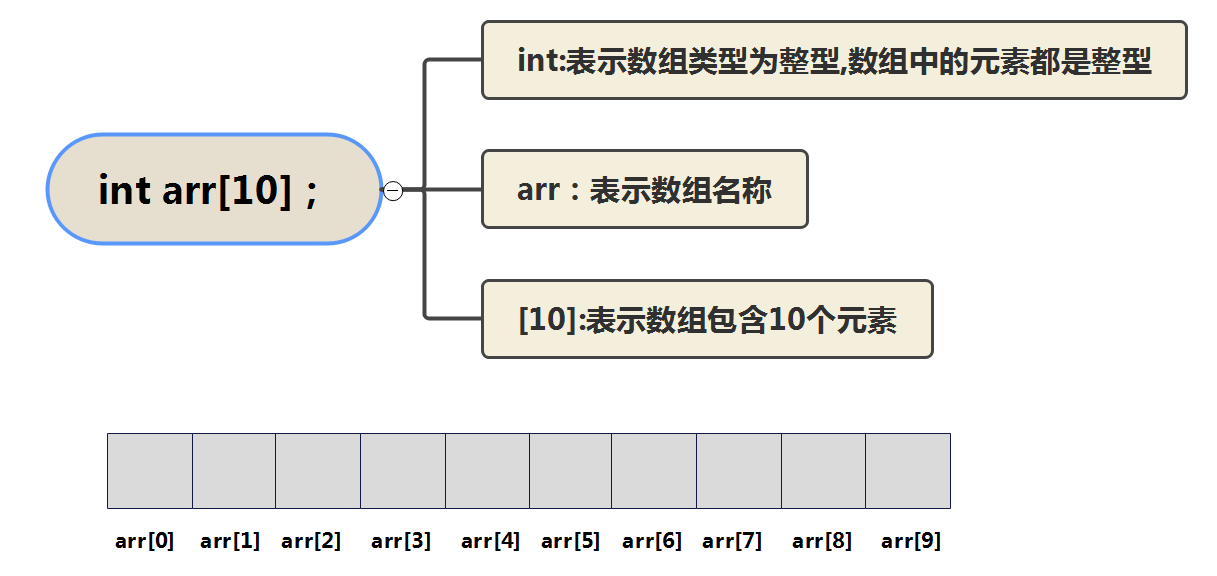 int:表示数组类型为整型,数组中的元素都是整型
int arr[10]；
arr：表示数组名称
[10]:表示数组包含10个元素
arr[0] arr[1] arr[2] arr[3] arr[4] arr[5] arr[6] arr[7] arr[8] arr[9]